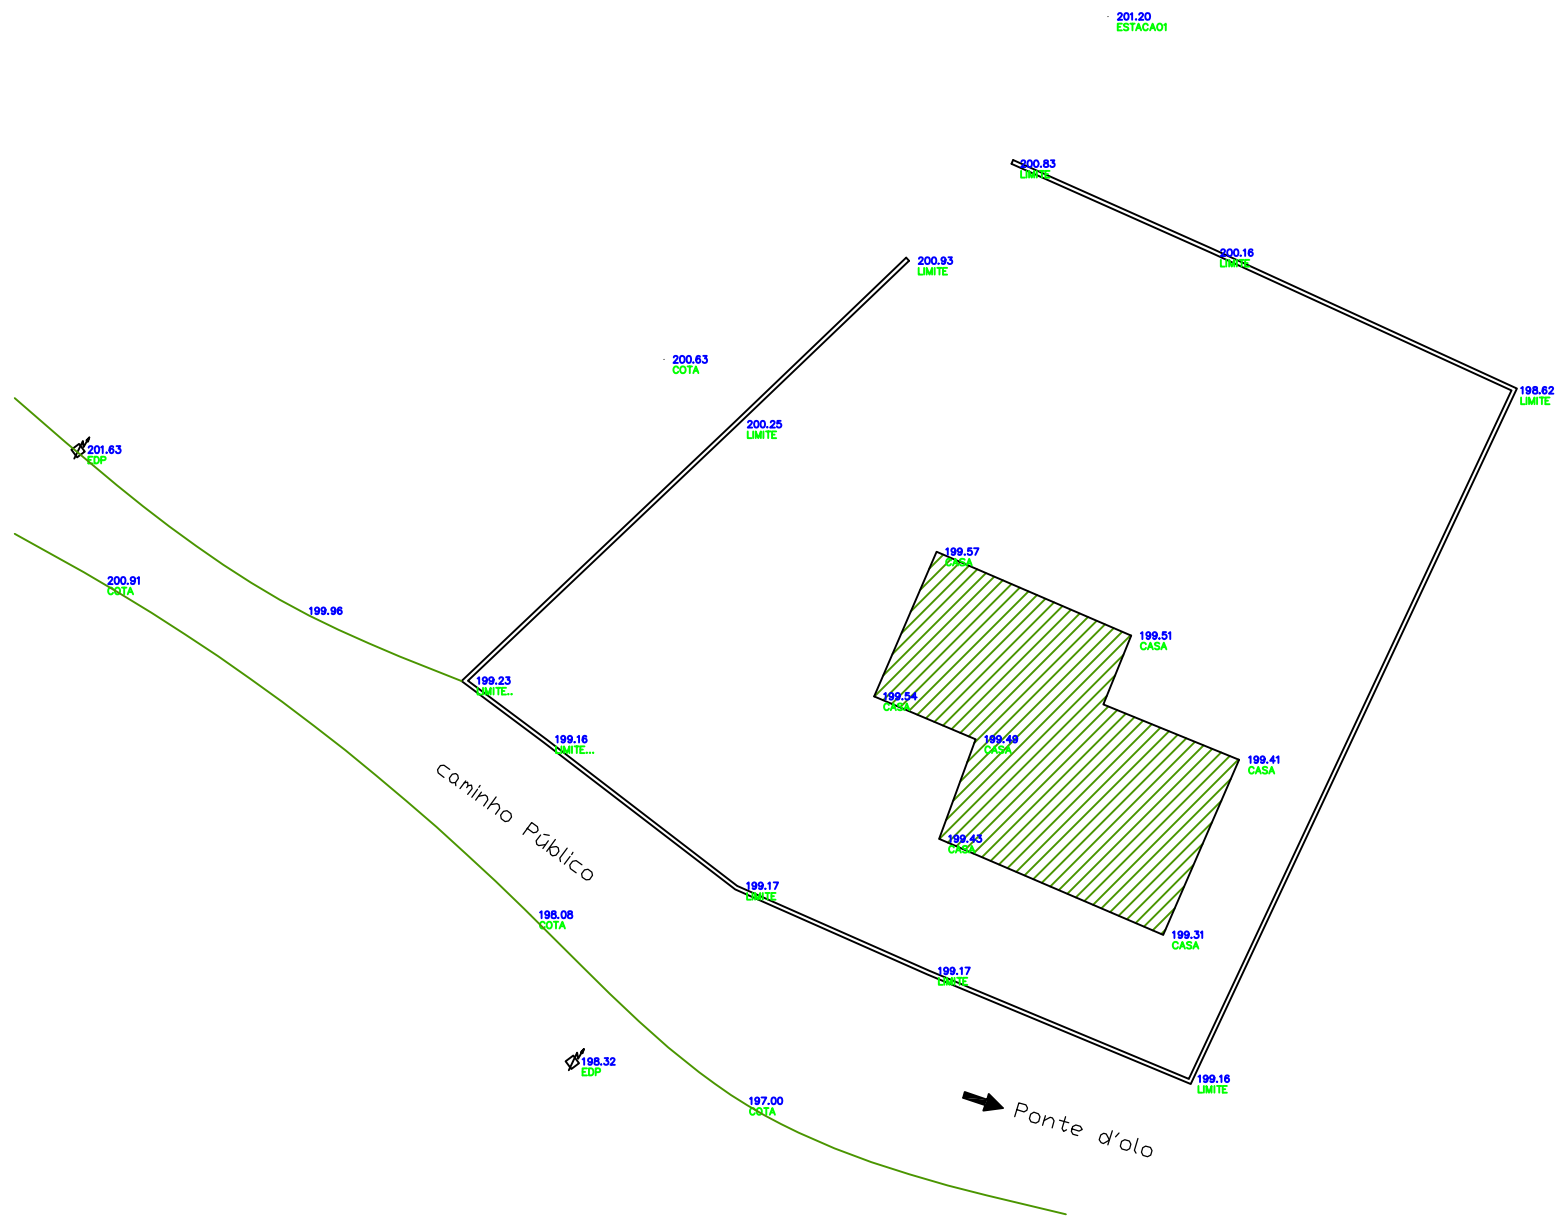 201.20
ESTACAO1
200.83
LIMITE
200.16
LIMITE
200.93
LIMITE
200.63
COTA
198.62
LIMITE
200.25
LIMITE
201.63
EDP
199.57
CASA
200.91
COTA
199.96
199.51
CASA
199.23
LIMITE..
199.54
CASA
199.16
LIMITE...
199.49
CASA
199.41
CASA
caminho Público
199.43
CASA
199.17
LIMITE
198.08
COTA
199.31
CASA
199.17
LIMITE
198.32
EDP
199.16
LIMITE
197.00
COTA
Ponte d'olo